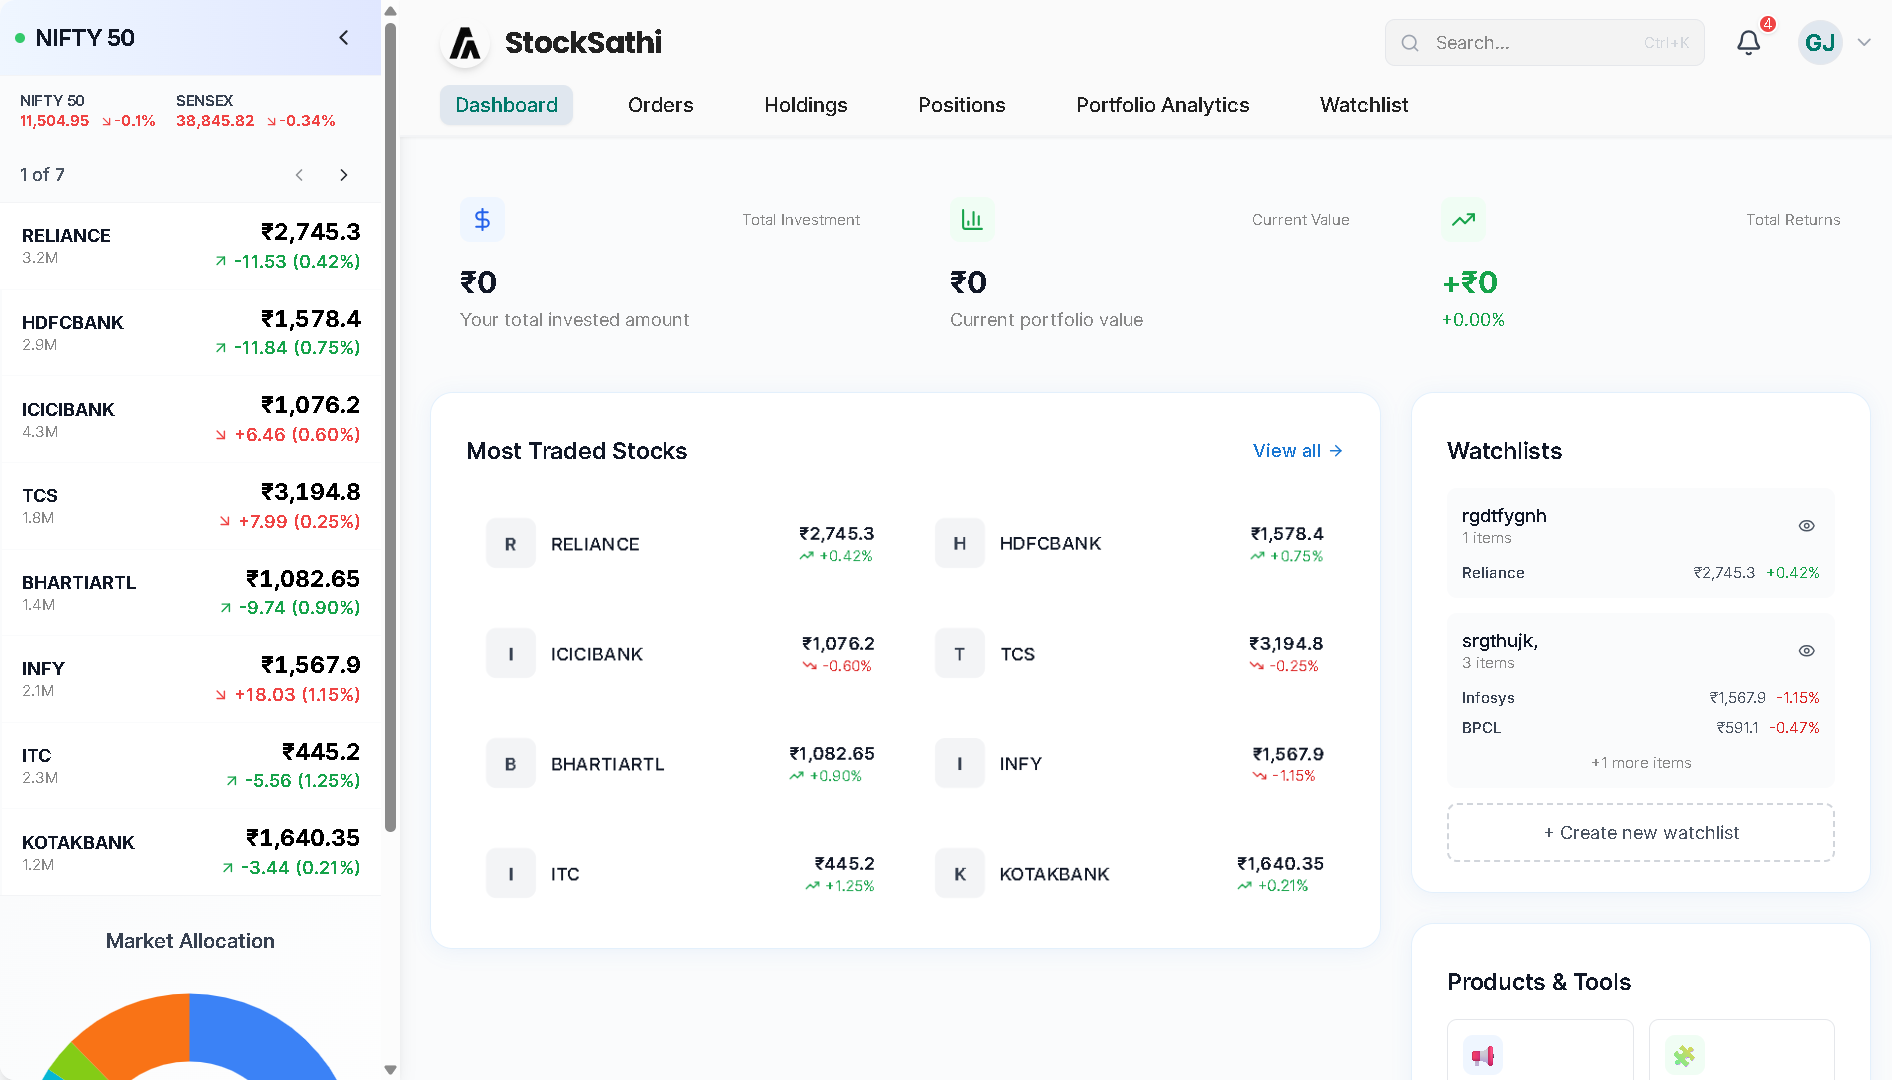 NIFTY 50
NIFTY 50 SENSEX
11,504.95 -0.1% 38,845.82 -0.34%
1 of 7
RELIANCE ₹2,745.3
3.2M -11.53 (0.42%)
HDFCBANK ₹1,578.4
2.9M -11.84 (0.75%)
ICICIBANK ₹1,076.2
4.3M +6.46 (0.60%)
TCS ₹3,194.8
1.8M +7.99 (0.25%)
BHARTIARTL ₹1,082.65
1.4M -9.74 (0.90%)
INFY ₹1,567.9
2.1M +18.03 (1.15%)
ITC ₹445.2
2.3M -5.56 (1.25%)
KOTAKBANK ₹1,640.35
1.2M -3.44 (0.21%)
Market Allocation
StockSathi
Search... Ctrl+K
4
GJ
Dashboard Orders Holdings Positions Portfolio Analytics Watchlist
$ Total Investment
₹0
Your total invested amount
Current Value
₹0
Current portfolio value
Total Returns
+₹0
+0.00%
Most Traded Stocks View all →
R RELIANCE ₹2,745.3 +0.42%
H HDFCBANK ₹1,578.4 +0.75%
I ICICIBANK ₹1,076.2 -0.60%
T TCS ₹3,194.8 -0.25%
B BHARTIARTL ₹1,082.65 +0.90%
I INFY ₹1,567.9 -1.15%
I ITC ₹445.2 +1.25%
K KOTAKBANK ₹1,640.35 +0.21%
Watchlists
rgdtfygnh
1 items
Reliance ₹2,745.3 +0.42%
srgthujk,
3 items
Infosys ₹1,567.9 -1.15%
BPCL ₹591.1 -0.47%
+1 more items
+ Create new watchlist
Products & Tools